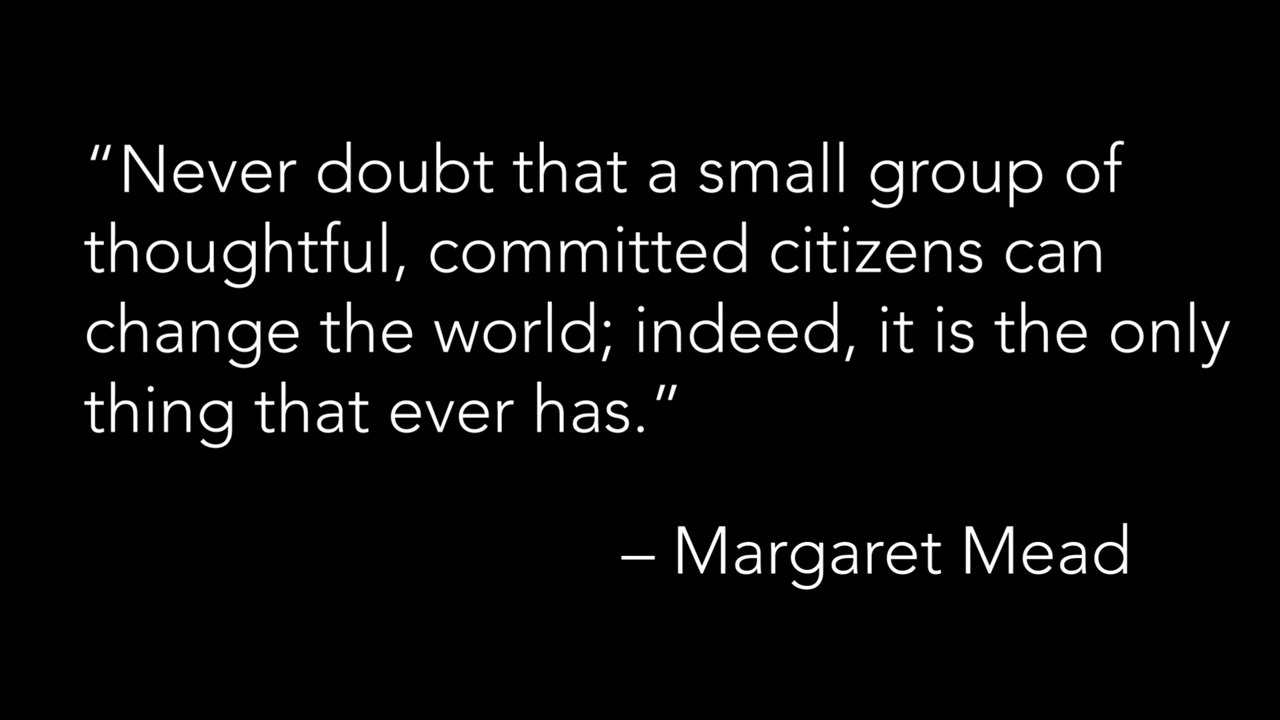 “Never doubt that a small group of
thoughtful, committed citizens can
change the world; indeed, it is the only
thing that ever has.”
– Margaret Mead